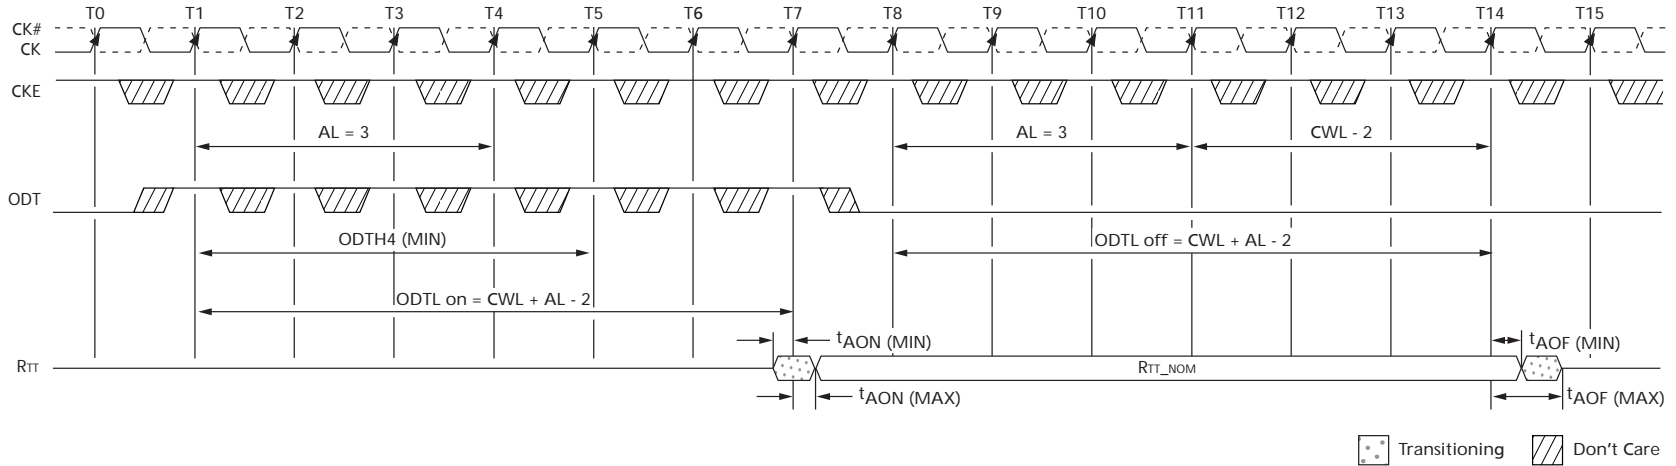 T0 T1 T2 T3 T4 T5 T6 T7 T8 T9 T10 T11 T12 T13 T14 T15
CK#
CK
CKE
AL = 3 AL = 3 CWL - 2
ODT
ODTH4 (MIN) ODTL off = CWL + AL - 2
ODTL on = CWL + AL - 2
tAON (MIN) tAOF (MIN)
RTT RTT_NOM
tAON (MAX) tAOF (MAX)
Transitioning Don't Care